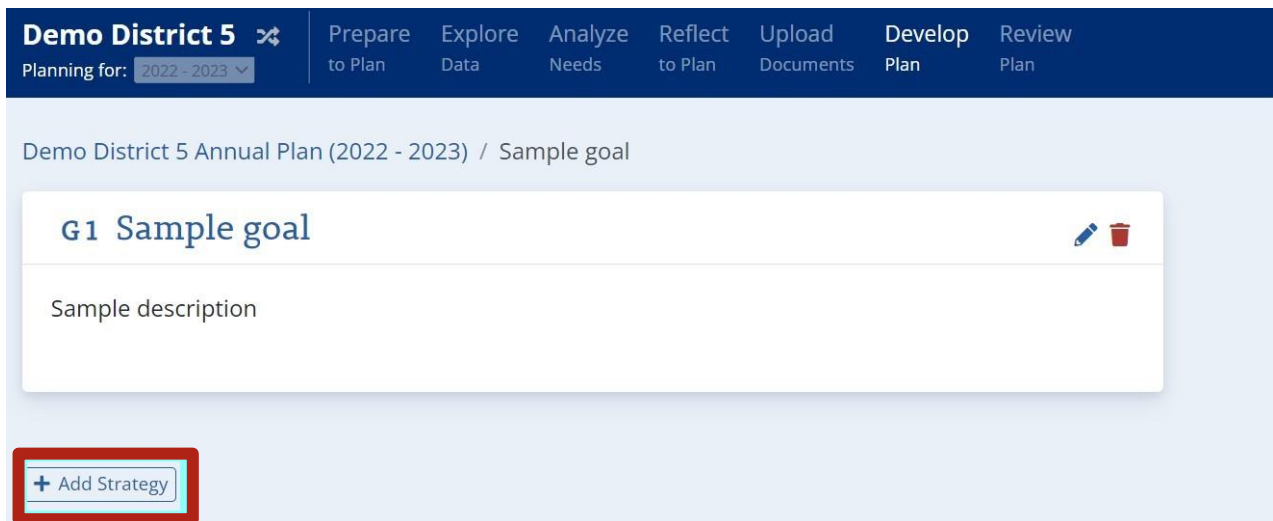 Demo District 5
Planning for: 2022 - 2023
Prepare to Plan
Explore Data
Analyze Needs
Reflect to Plan
Upload Documents
Develop Plan
Review Plan
Demo District 5 Annual Plan (2022 - 2023) / Sample goal
G1 Sample goal
Sample description
+ Add Strategy